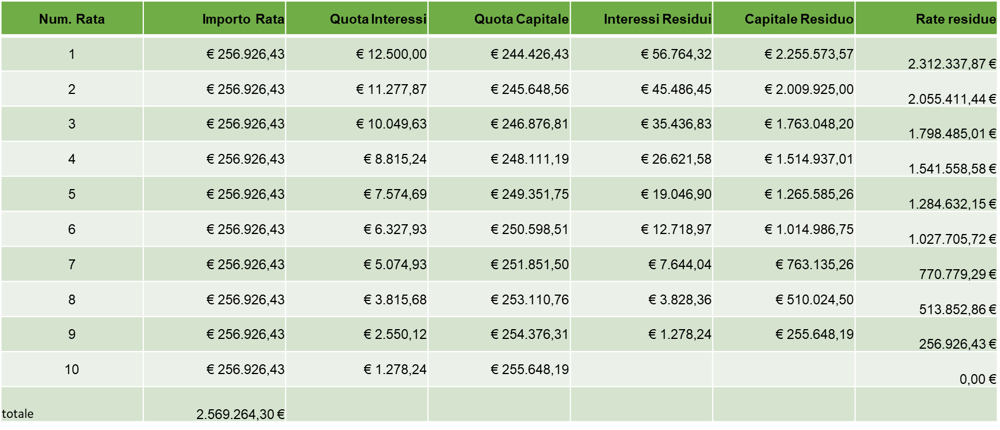 Num. Rata Importo Rata Quota Interessi Quota Capitale Interessi Residui Capitale Residuo Rate residue
1 € 256.926,43 € 12.500,00 € 244.426,43 € 56.764,32 € 2.255.573,57 2.312.337,87 €
2 € 256.926,43 € 11.277,87 € 245.648,56 € 45.486,45 € 2.009.925,00 2.055.411,44 €
3 € 256.926,43 € 10.049,63 € 246.876,81 € 35.436,83 € 1.763.048,20 1.798.485,01 €
4 € 256.926,43 € 8.815,24 € 248.111,19 € 26.621,58 € 1.514.937,01 1.541.558,58 €
5 € 256.926,43 € 7.574,69 € 249.351,75 € 19.046,90 € 1.265.585,26 1.284.632,15 €
6 € 256.926,43 € 6.327,93 € 250.598,51 € 12.718,97 € 1.014.986,75 1.027.705,72 €
7 € 256.926,43 € 5.074,93 € 251.851,50 € 7.644,04 € 763.135,26 770.779,29 €
8 € 256.926,43 € 3.815,68 € 253.110,76 € 3.828,36 € 510.024,50 513.852,86 €
9 € 256.926,43 € 2.550,12 € 254.376,31 € 1.278,24 € 255.648,19 256.926,43 €
10 € 256.926,43 € 1.278,24 € 255.648,19 0,00 €
totale 2.569.264,30 €